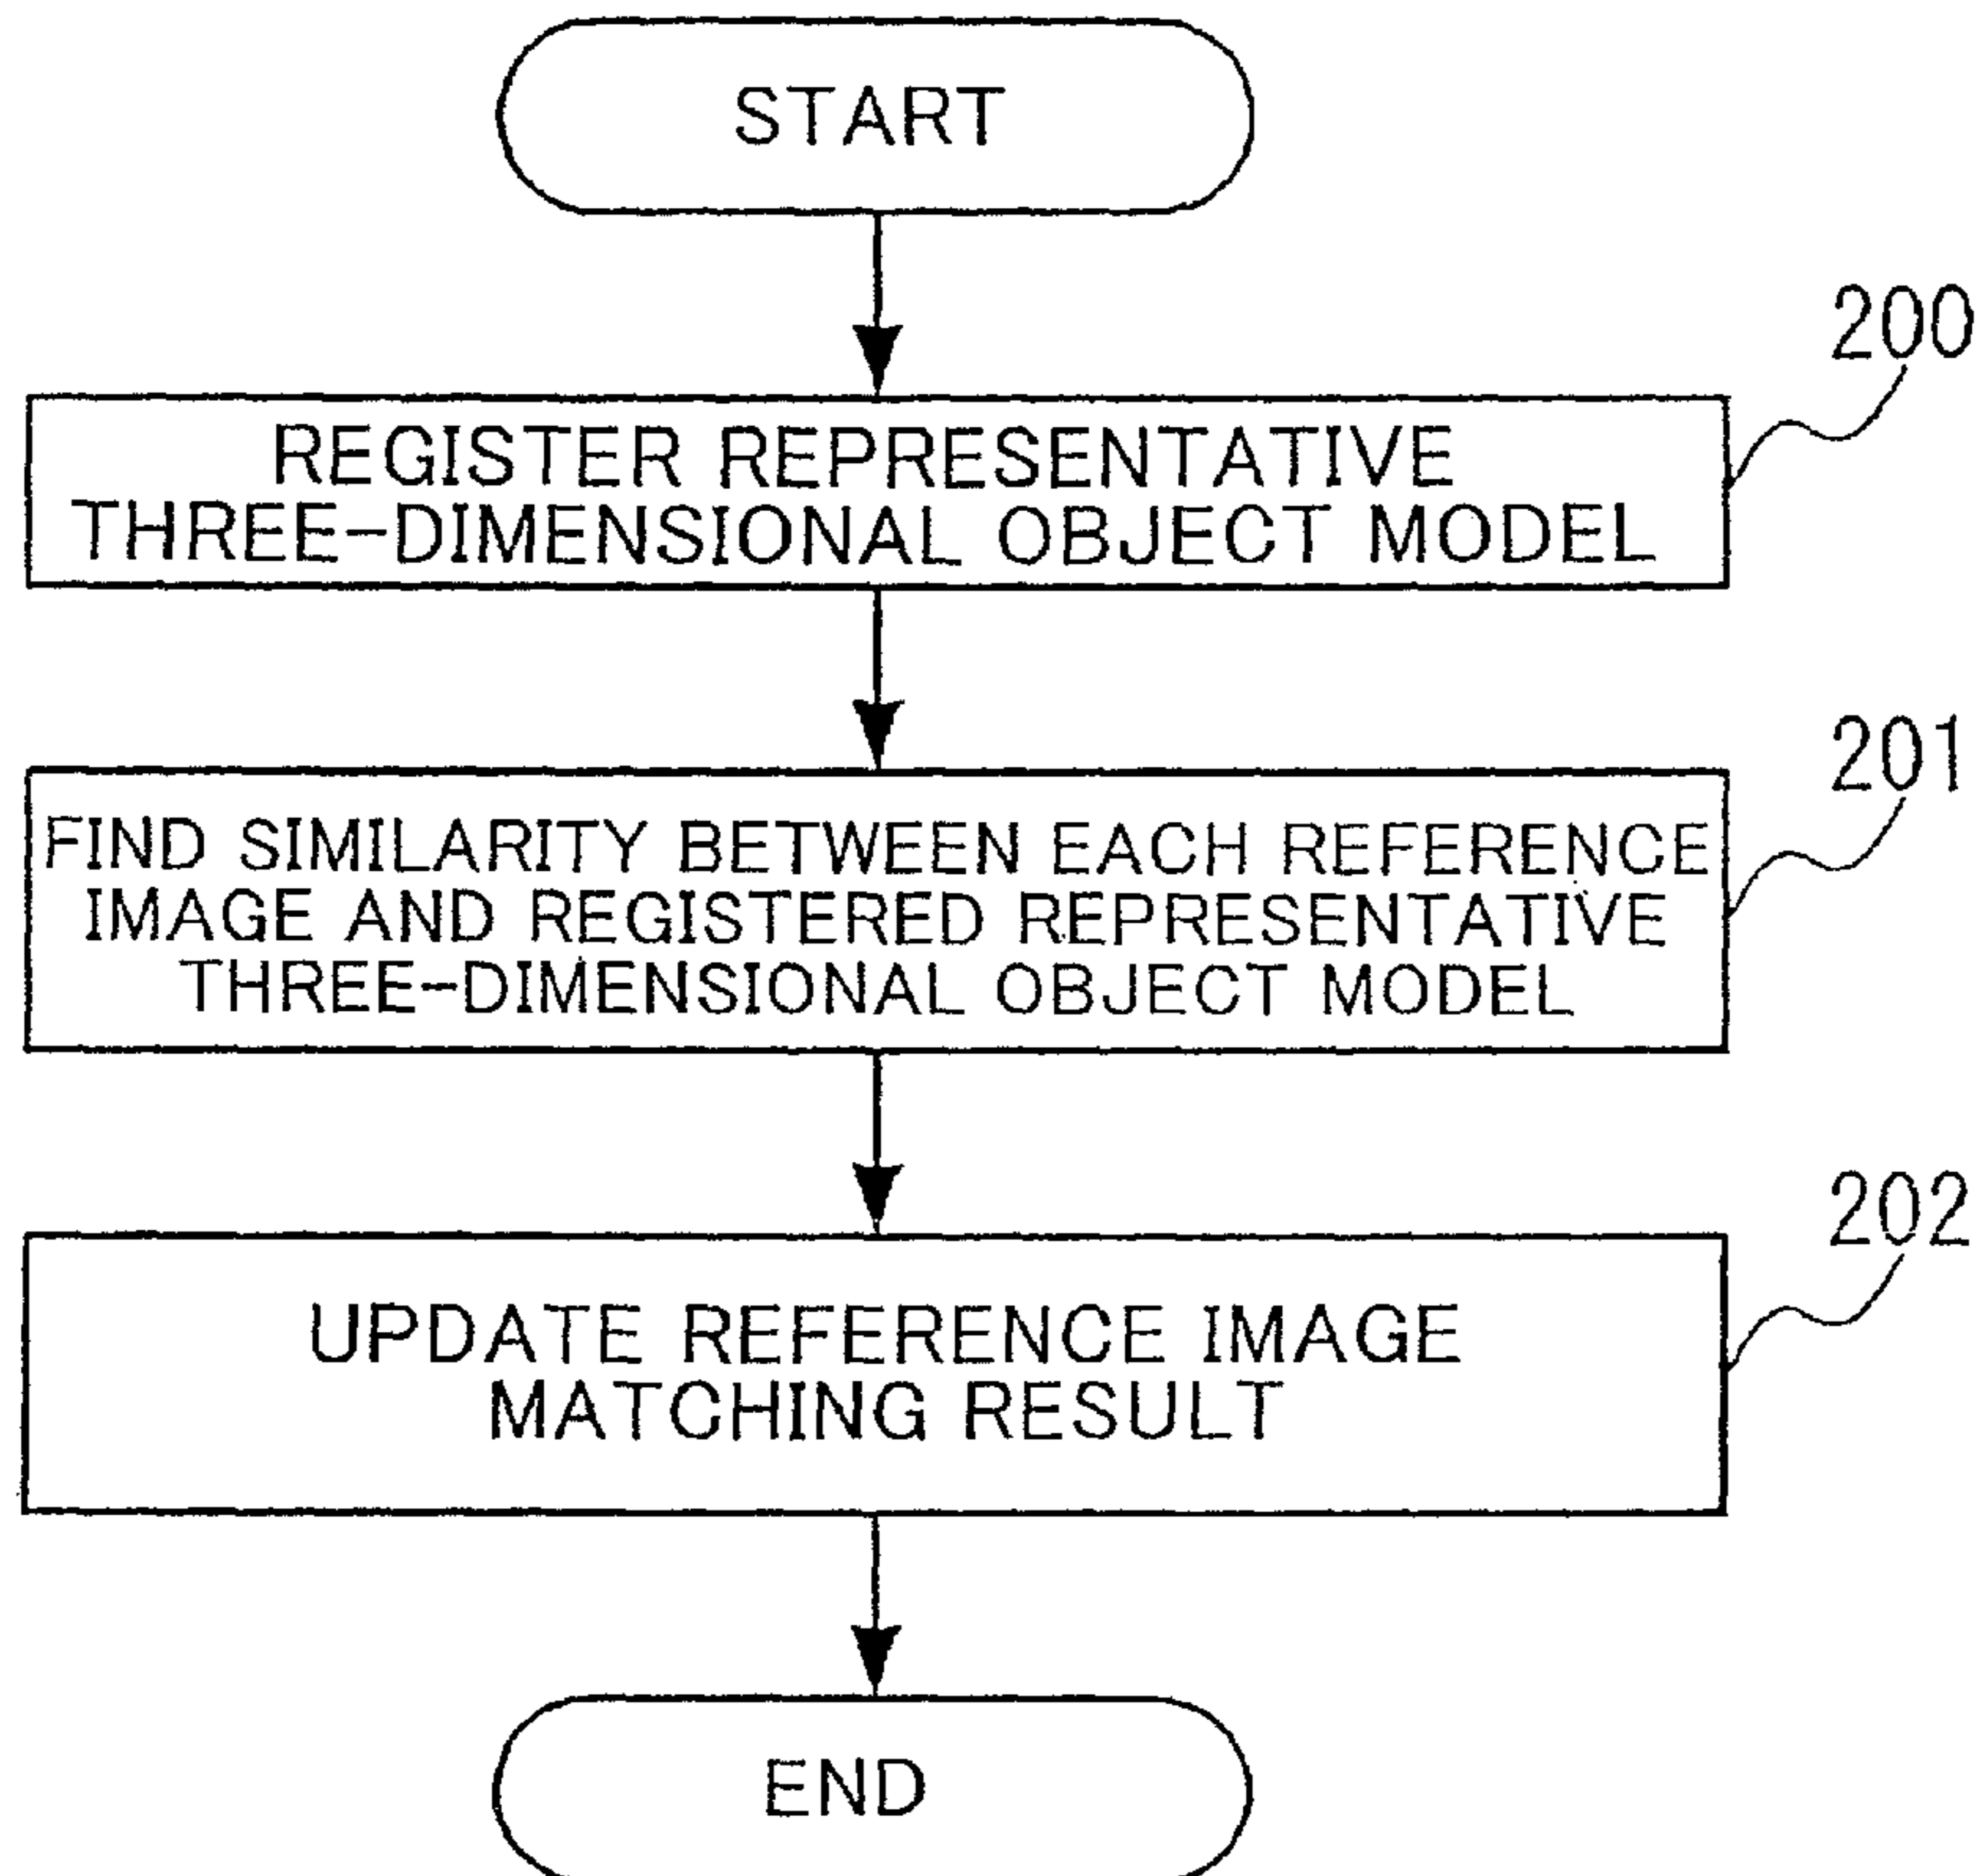 START
200
REGISTER REPRESENTATIVE
THREE-DIMENSIONAL OBJECT MODEL
201
FIND SIMILARITY BETWEEN EACH REFERENCE
IMAGE AND REGISTERED REPRESENTATIVE
THREE-DIMENSIONAL OBJECT MODEL
202
UPDATE REFERENCE IMAGE
MATCHING RESULT
END